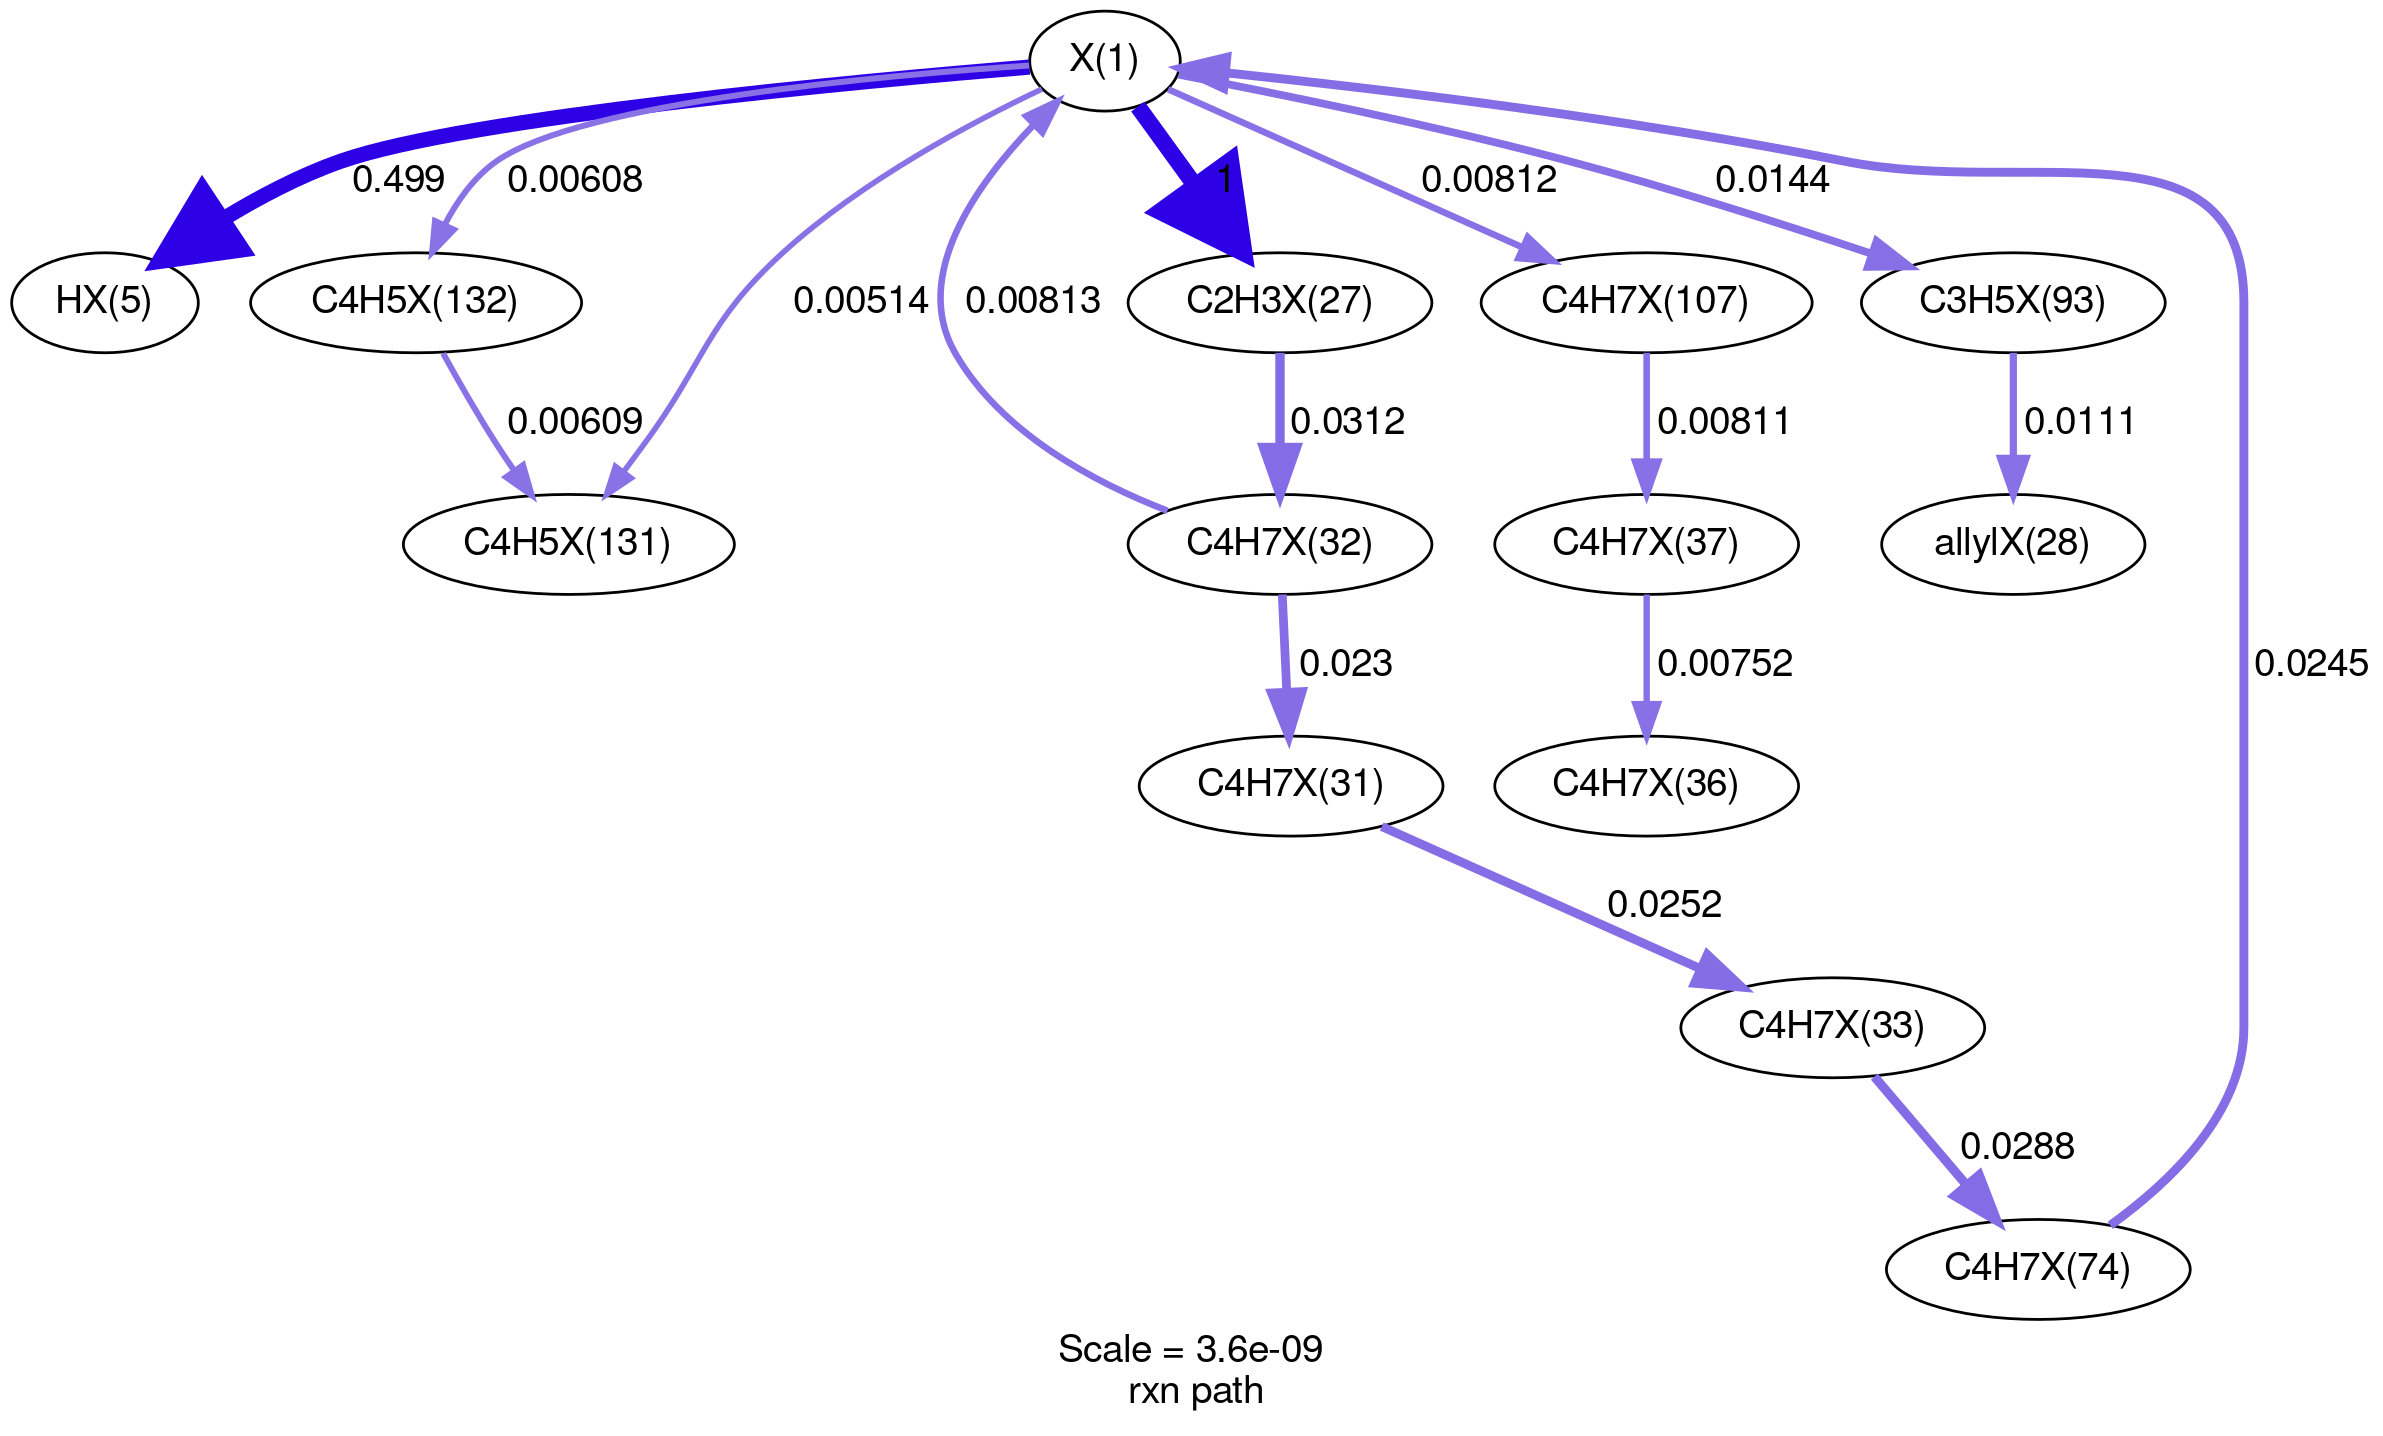 X(1)
0.499
0.00608
1
0.00812
0.0144
HX(5)
C4H5X(132)
0.00514
0.00813
C2H3X(27)
C4H7X(107)
C3H5X(93)
0.00609
0.0312
0.00811
0.0111
C4H5X(131)
C4H7X(32)
C4H7X(37)
allylX(28)
0.023
0.00752
0.0245
C4H7X(31)
C4H7X(36)
0.0252
C4H7X(33)
0.0288
C4H7X(74)
Scale = 3.6e-09
rxn path